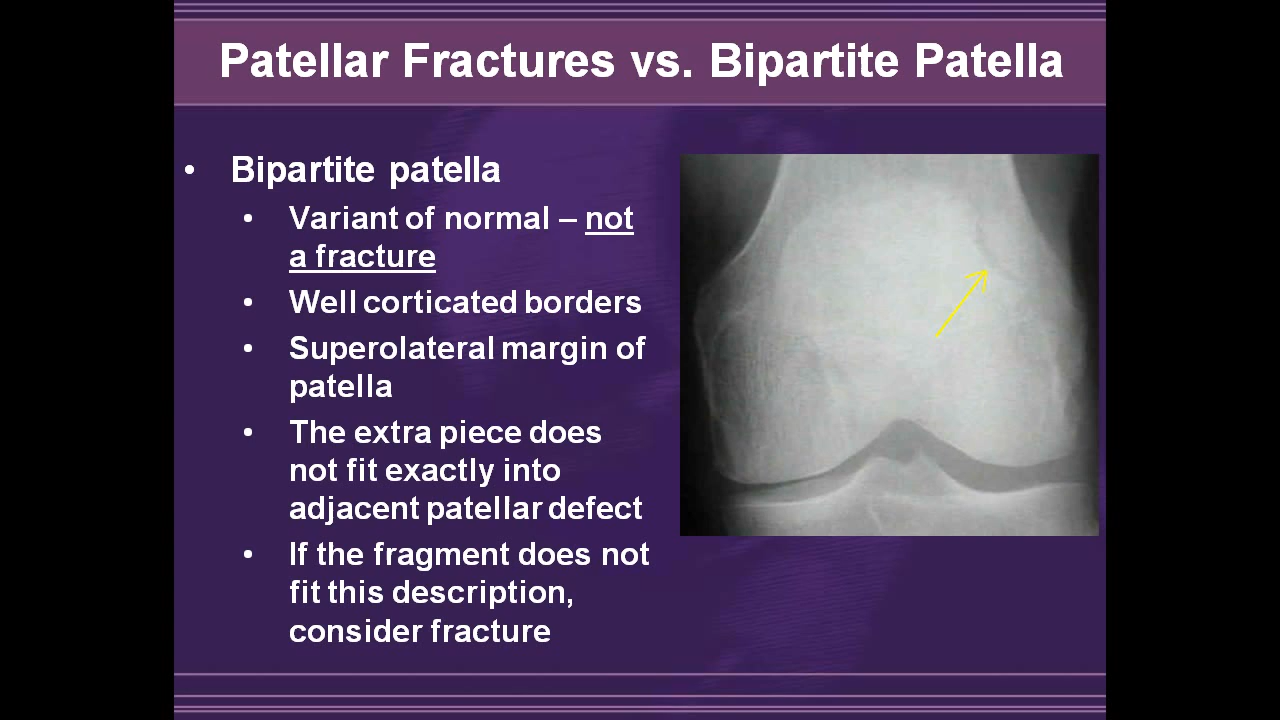 Patellar Fractures vs. Bipartite Patella
• Bipartite patella
• Variant of normal – not
a fracture
• Well corticated borders
• Superolateral margin of
patella
• The extra piece does
not fit exactly into
adjacent patellar defect
• If the fragment does not
fit this description,
consider fracture